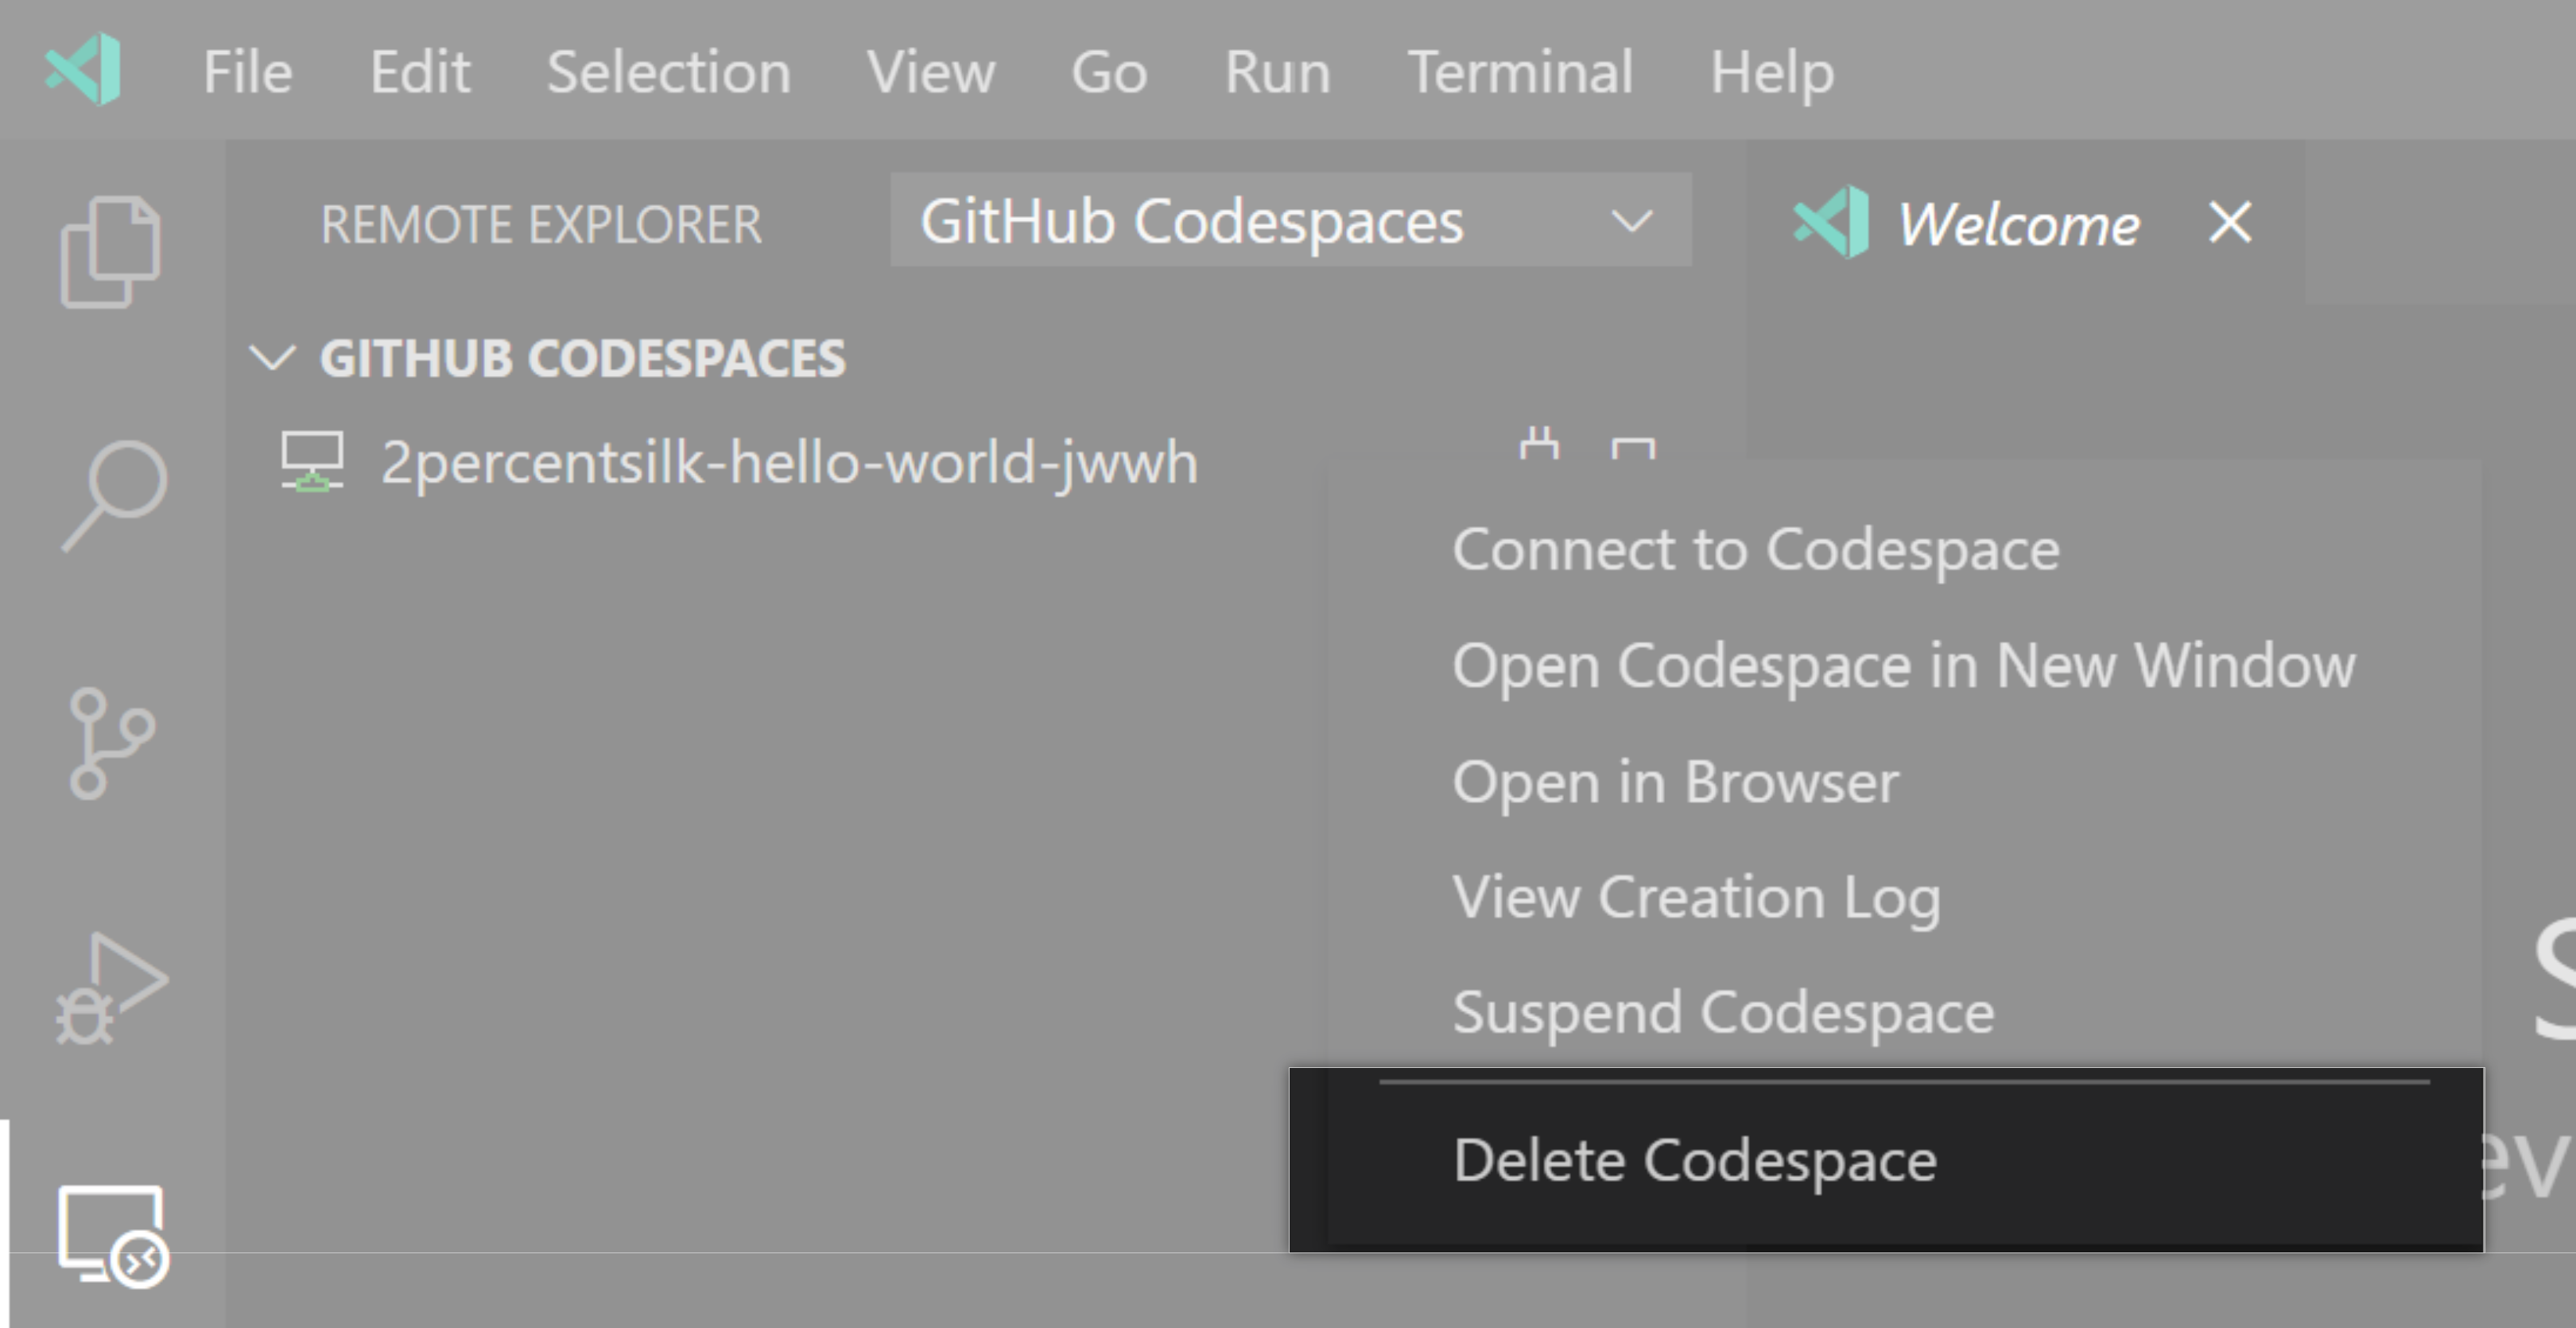 File Edit Selection View Go Run Terminal Help
REMOTE EXPLORER GitHub Codespaces Welcome
GITHUB CODESPACES
2percentsilk-hello-world-jwwh
Connect to Codespace
Open Codespace in New Window
Open in Browser
View Creation Log
Suspend Codespace
Delete Codespace